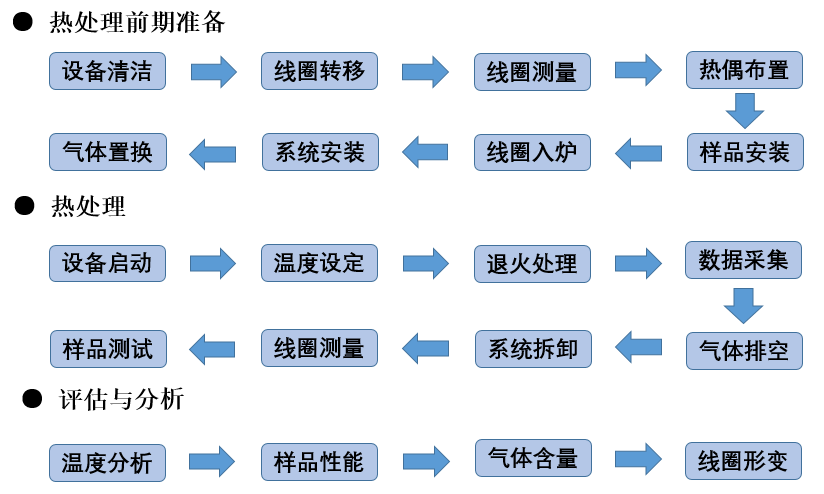 ● 热处理前期准备
设备清洁 线圈转移 线圈测量 热偶布置
气体置换 系统安装 线圈入炉 样品安装
● 热处理
设备启动 温度设定 退火处理 数据采集
样品测试 线圈测量 系统拆卸 气体排空
● 评估与分析
温度分析 样品性能 气体含量 线圈形变